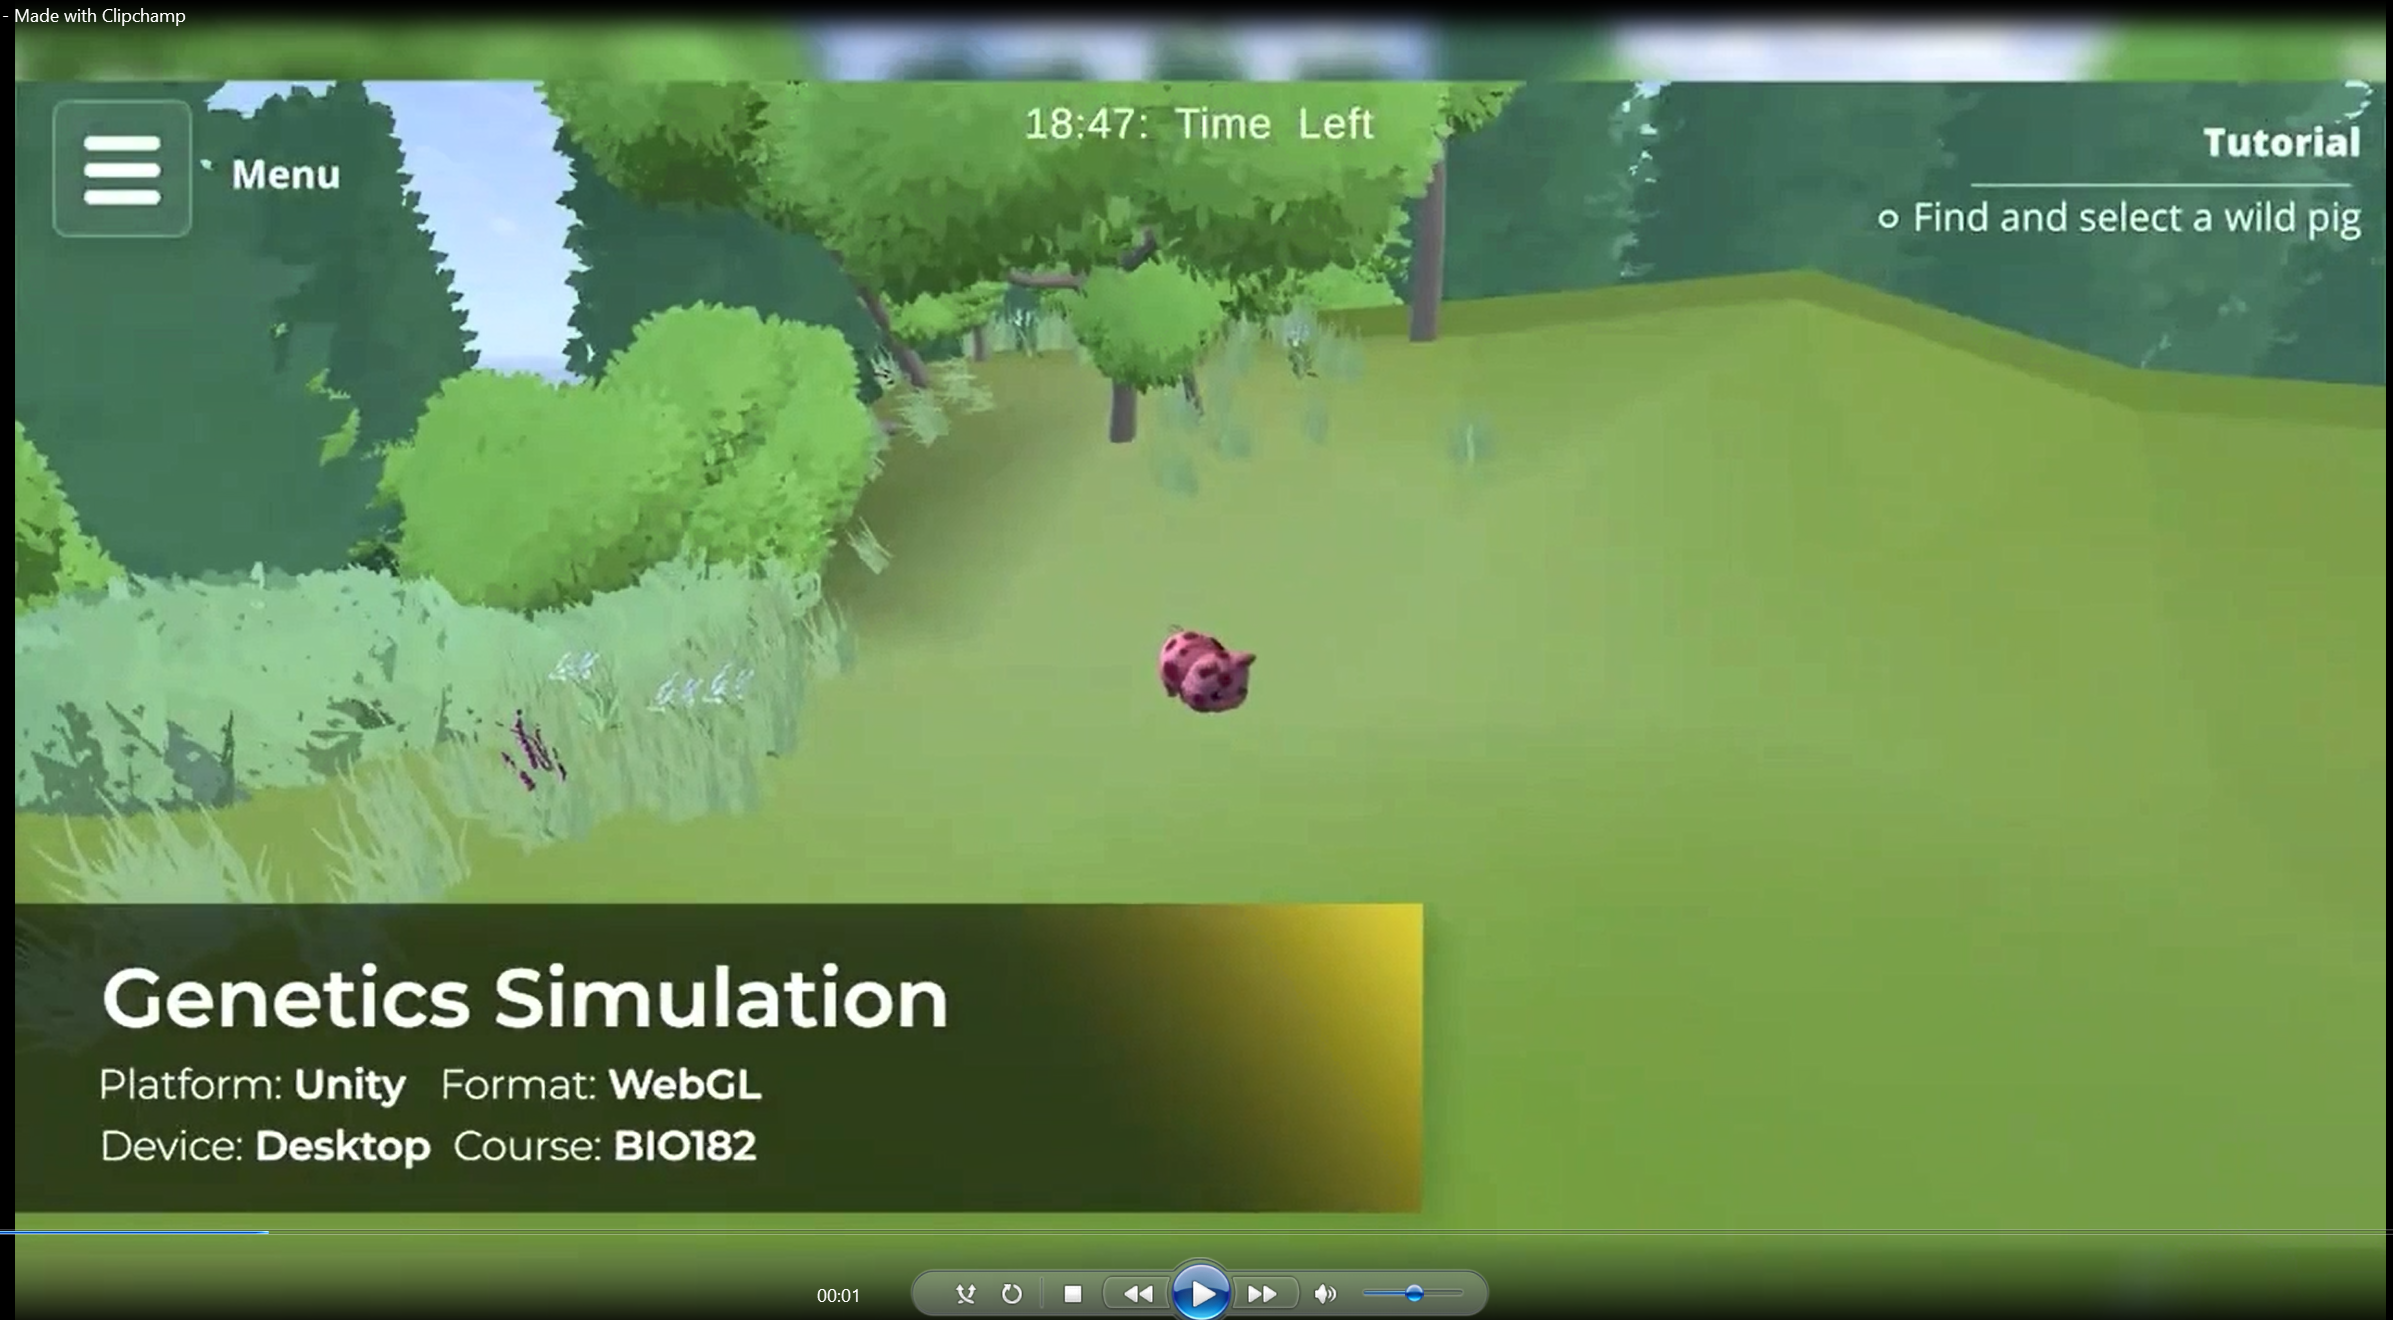 - Made with Clipchamp
18:47: Time Left
Menu
Tutorial
Find and select a wild pig
Genetics Simulation
Platform: Unity Format: WebGL
Device: Desktop Course: BIO182
00:01